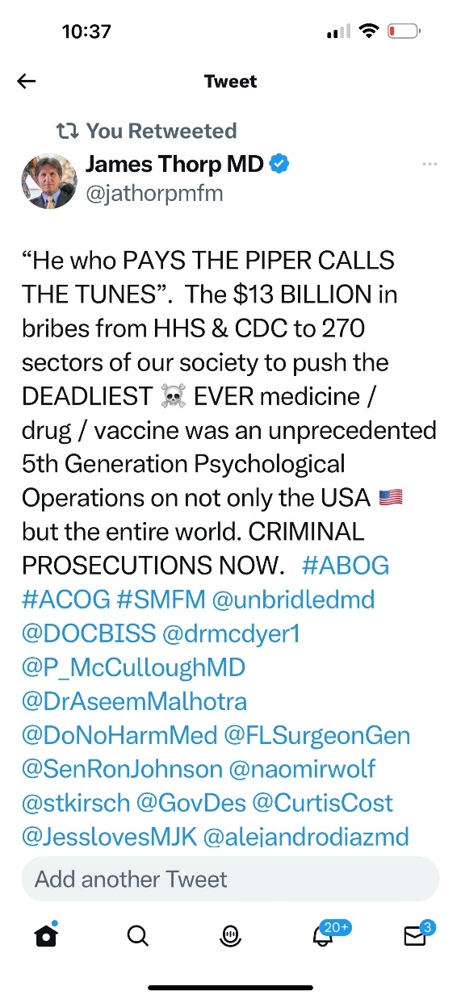 10:37
Tweet
You Retweeted
James Thorp MD
@jathorpmfm
“He who PAYS THE PIPER CALLS
THE TUNES”.  The $13 BILLION in
bribes from HHS & CDC to 270
sectors of our society to push the
DEADLIEST ☠️ EVER medicine /
drug / vaccine was an unprecedented
5th Generation Psychological
Operations on not only the USA 🇺🇸
but the entire world. CRIMINAL
PROSECUTIONS NOW.   #ABOG
#ACOG #SMFM @unbridledmd
@DOCBISS @drmcdyer1
@P_McCulloughMD
@DrAseemMalhotra
@DoNoHarmMed @FLSurgeonGen
@SenRonJohnson @naomirwolf
@stkirsch @GovDes @CurtisCost
@JesslovesMJK @alejandrodiazmd
Add another Tweet
20+
3